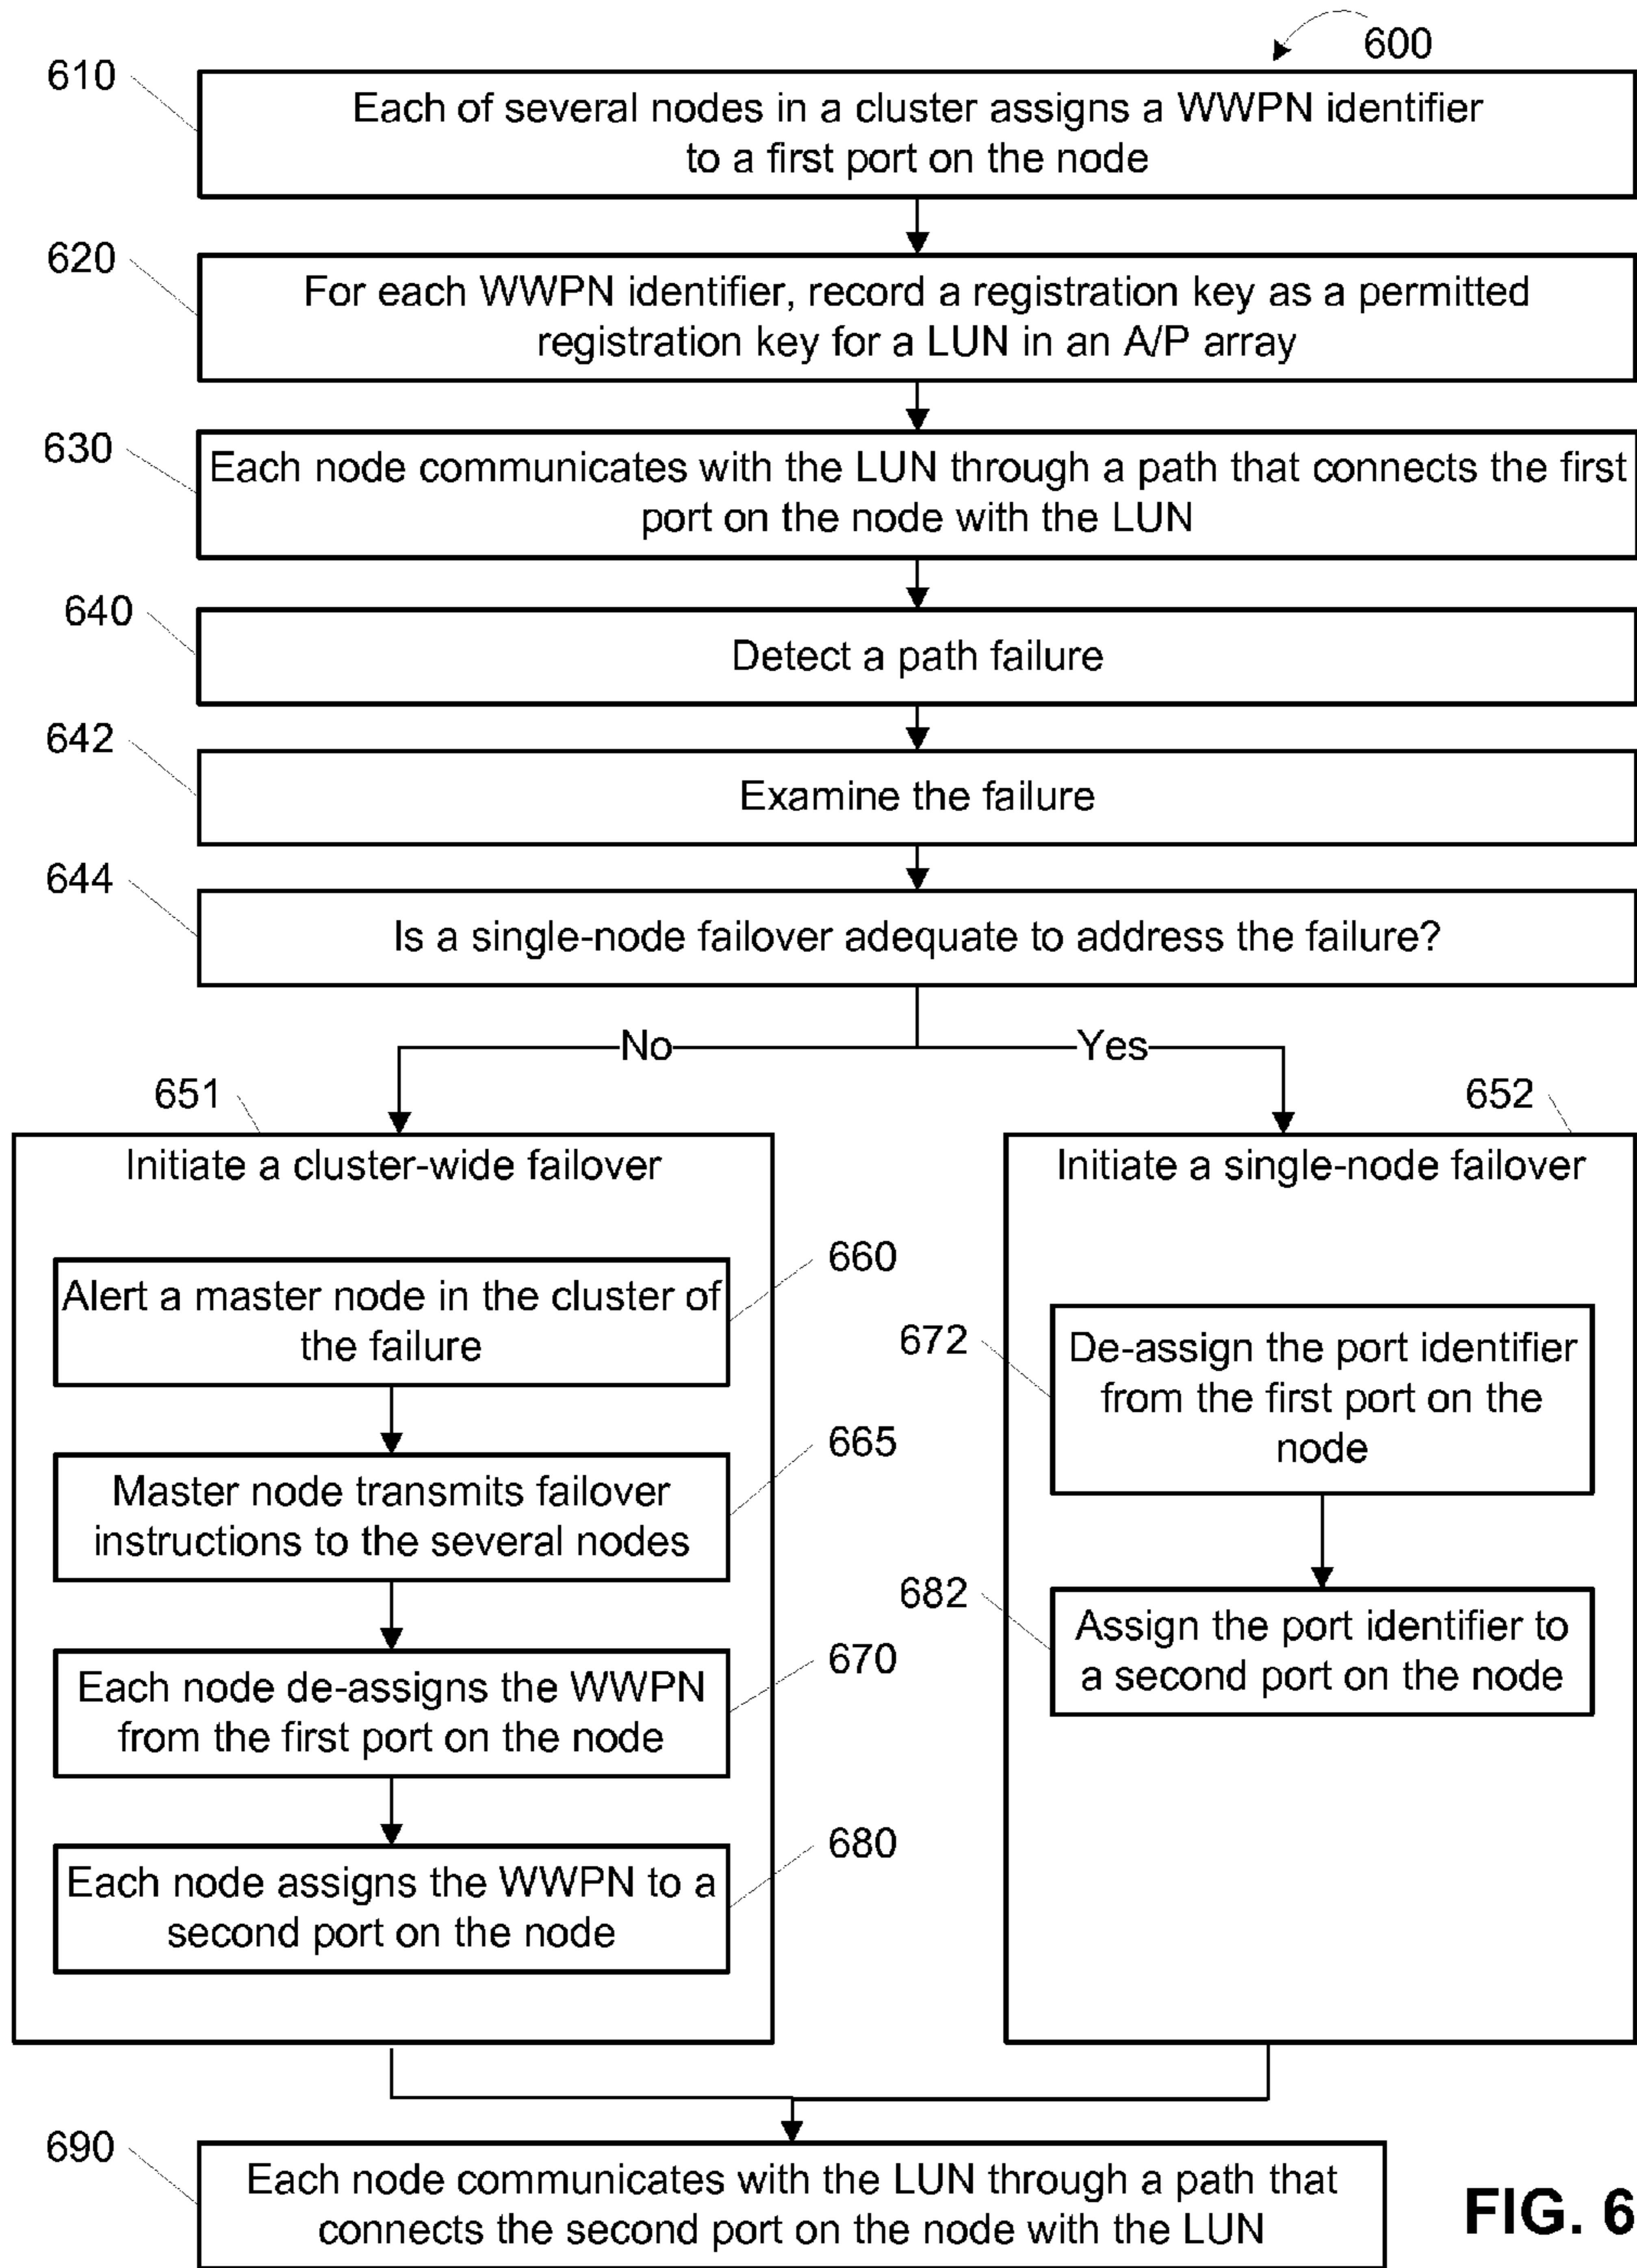 600
610
Each of several nodes in a cluster assigns a WWPN identifier
to a first port on the node
620
For each WWPN identifier, record a registration key as a permitted
registration key for a LUN in an A/P array
630
Each node communicates with the LUN through a path that connects the first
port on the node with the LUN
640
Detect a path failure
642
Examine the failure
644
Is a single-node failover adequate to address the failure?
No
Yes
651
Initiate a cluster-wide failover
660
Alert a master node in the cluster of
the failure
665
Master node transmits failover
instructions to the several nodes
670
Each node de-assigns the WWPN
from the first port on the node
680
Each node assigns the WWPN to a
second port on the node
652
Initiate a single-node failover
672
De-assign the port identifier
from the first port on the
node
682
Assign the port identifier to
a second port on the node
690
Each node communicates with the LUN through a path that
connects the second port on the node with the LUN
FIG. 6